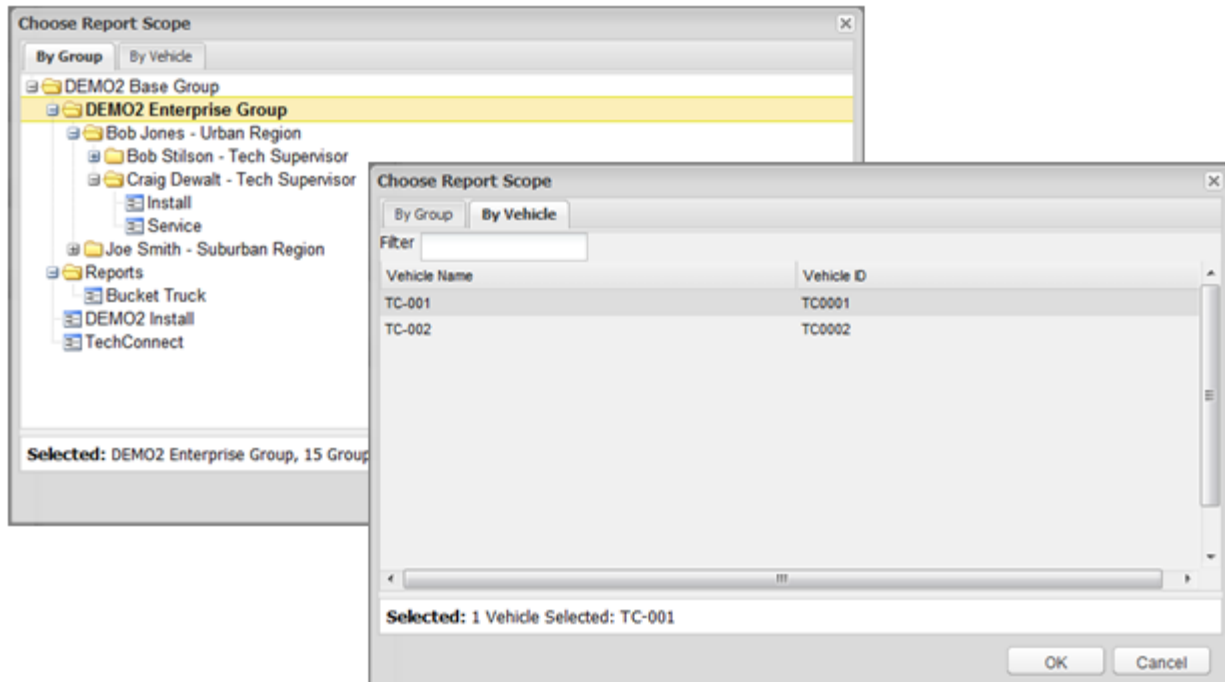 Choose Report Scope
By Group By Vehicle
DEMO2 Base Group
DEMO2 Enterprise Group
Bob Jones - Urban Region
Bob Stilson - Tech Supervisor
Craig Dewalt - Tech Supervisor
Install
Service
Joe Smith - Suburban Region
Reports
Bucket Truck
DEMO2 Install
TechConnect
Selected: DEMO2 Enterprise Group, 15 Group
Choose Report Scope
By Group By Vehicle
Filter
Vehicle Name Vehicle ID
TC-001 TC0001
TC-002 TC0002
Selected: 1 Vehicle Selected: TC-001
OK Cancel